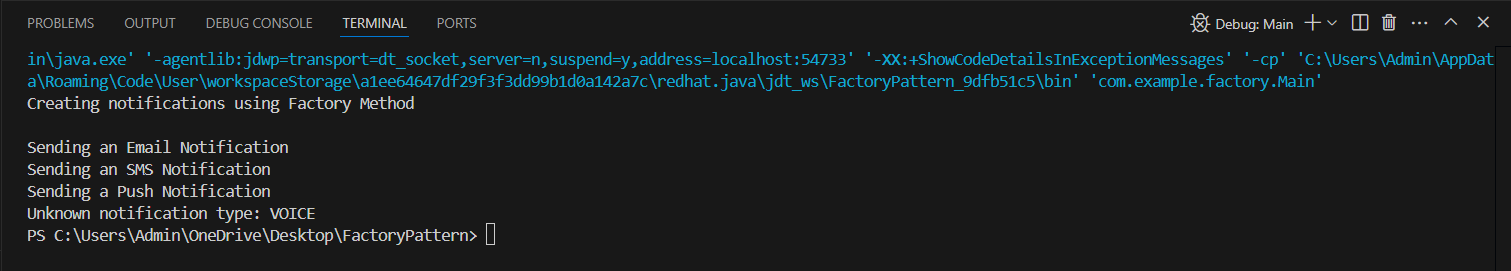 PROBLEMS OUTPUT DEBUG CONSOLE TERMINAL PORTS Debug: Main
in\java.exe' '-agentlib:jdwp=transport=dt_socket,server=n,suspend=y,address=localhost:54733' '-XX:+ShowCodeDetailsInExceptionMessages' '-cp' 'C:\Users\Admin\AppDat
a\Roaming\Code\User\workspaceStorage\a1ee64647df29f3f3dd99b1d0a142a7c\redhat.java\jdt_ws\FactoryPattern_9dfb51c5\bin' 'com.example.factory.Main'
Creating notifications using Factory Method
Sending an Email Notification
Sending an SMS Notification
Sending a Push Notification
Unknown notification type: VOICE
PS C:\Users\Admin\OneDrive\Desktop\FactoryPattern>